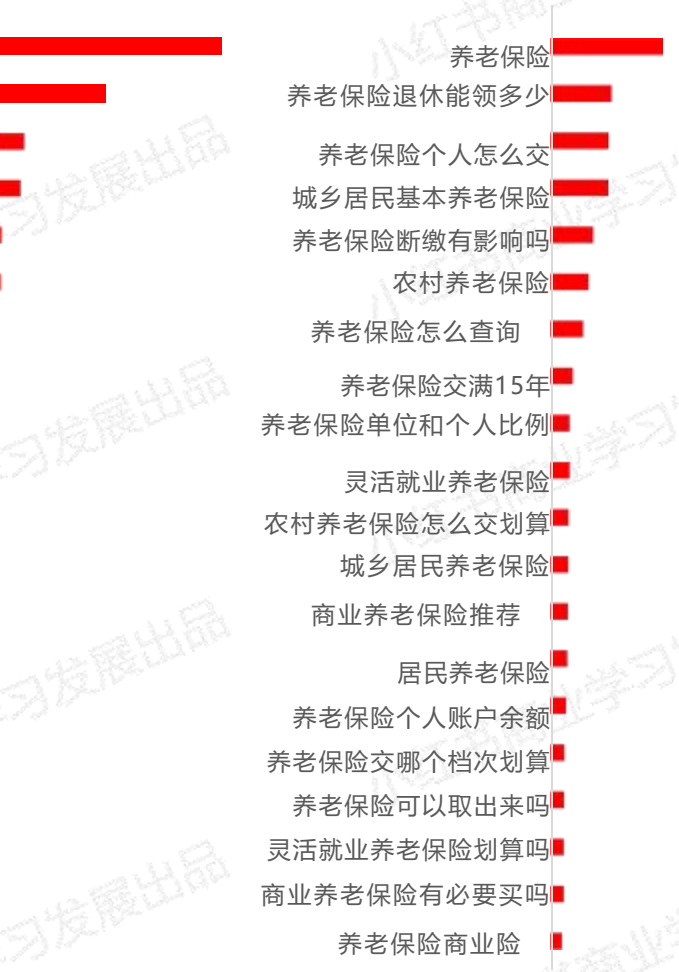 养老保险
养老保险退休能领多少
养老保险个人怎么交
城乡居民基本养老保险
养老保险断缴有影响吗
农村养老保险
养老保险怎么查询
养老保险交满15年
养老保险单位和个人比例
灵活就业养老保险
农村养老保险怎么交划算
城乡居民养老保险
商业养老保险推荐
居民养老保险
养老保险个人账户余额
养老保险交哪个档次划算
养老保险可以取出来吗
灵活就业养老保险划算吗
商业养老保险有必要买吗
养老保险商业险